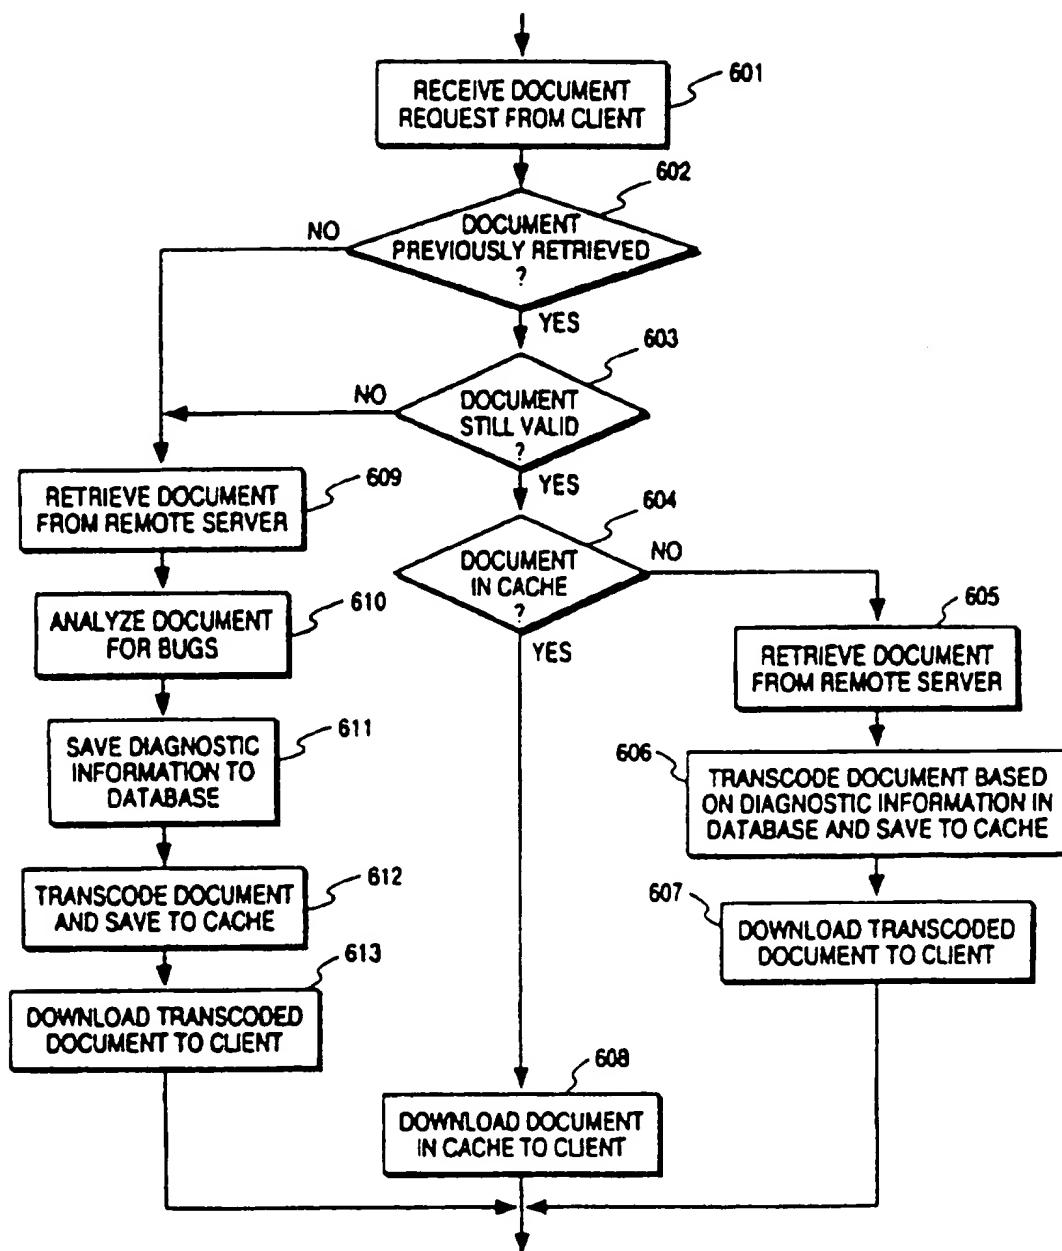 RECEIVE DOCUMENT
REQUEST FROM CLIENT
601
602
DOCUMENT
PREVIOUSLY RETRIEVED
?
NO
YES
603
DOCUMENT
STILL VALID
?
NO
YES
604
DOCUMENT
IN CACHE
?
NO
YES
605
RETRIEVE DOCUMENT
FROM REMOTE SERVER
606
TRANSCODE DOCUMENT BASED
ON DIAGNOSTIC INFORMATION IN
DATABASE AND SAVE TO CACHE
607
DOWNLOAD TRANSCODED
DOCUMENT TO CLIENT
608
DOWNLOAD DOCUMENT
IN CACHE TO CLIENT
609
RETRIEVE DOCUMENT
FROM REMOTE SERVER
610
ANALYZE DOCUMENT
FOR BUGS
611
SAVE DIAGNOSTIC
INFORMATION TO
DATABASE
612
TRANSCODE DOCUMENT
AND SAVE TO CACHE
613
DOWNLOAD TRANSCODED
DOCUMENT TO CLIENT